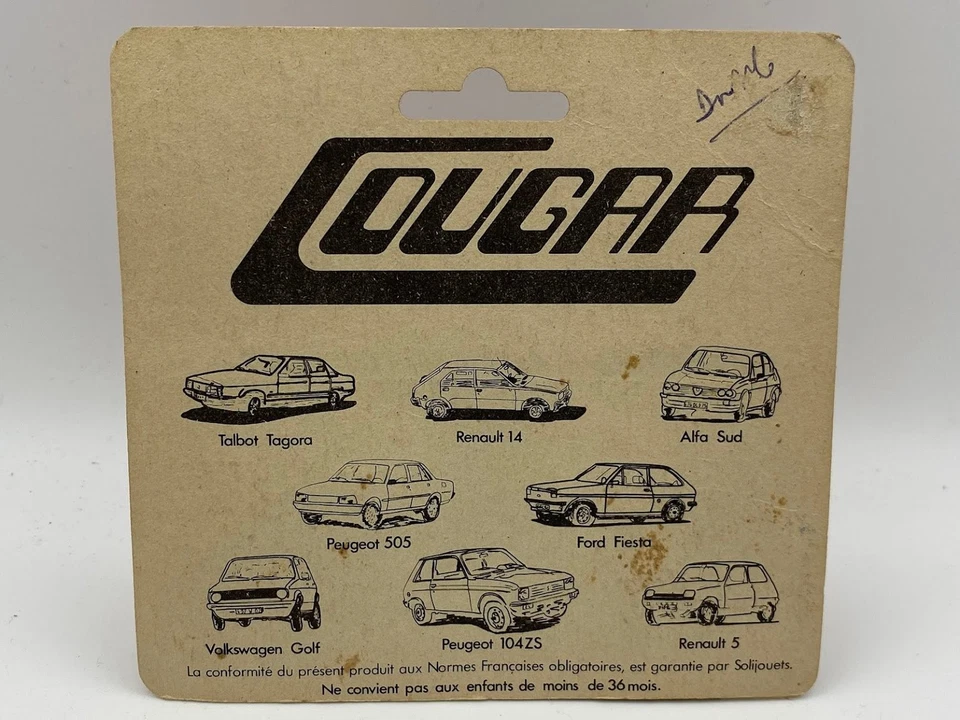 COUGAR
Talbot Tagora
Renault 14
Alfa Sud
Peugeot 505
Ford Fiesta
Volkswagen Golf
Peugeot 104ZS
Renault 5
La conformité du présent produit aux Normes Françaises obligatoires, est garantie par Solijouets.
Ne convient pas aux enfants de moins de 36 mois.